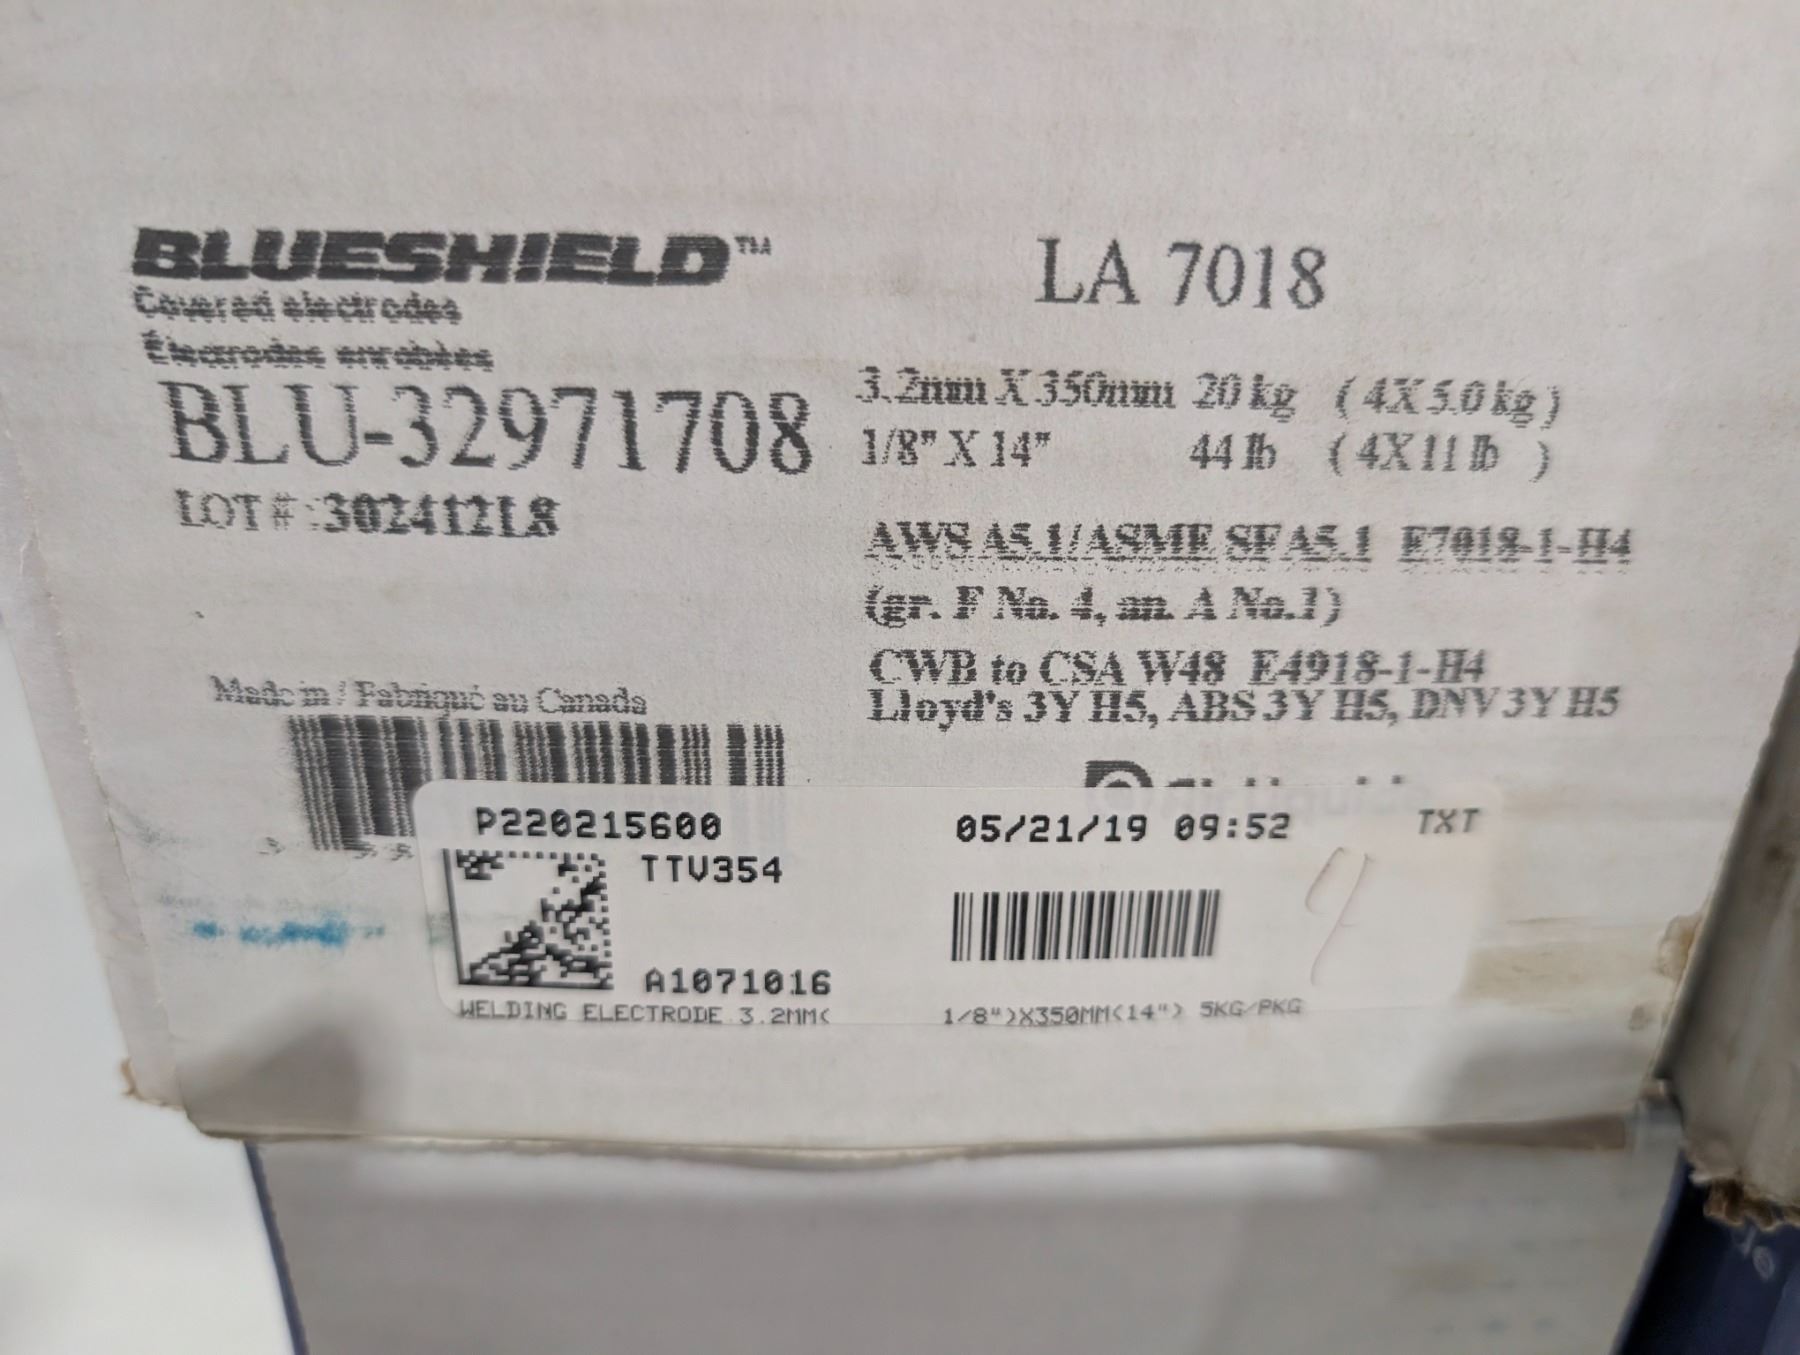 BLUESHIELD™
Covered electrodes
Électrodes enrobées
BLU-32971708
LOT # :302412L8
LA 7018
3.2mm X 350mm 20 kg ( 4X 5.0 kg )
1/8" X 14" 44 lb ( 4X 11 lb )
AWS A5.1/ASME SFA5.1 E7018-1-H4
(gr. F No. 4, an. A No.1)
CWB to CSA W48 E4918-1-H4
Lloyd's 3Y H5, ABS 3Y H5, DNV 3Y H5
Made in / Fabriqué au Canada
P220215600 05/21/19 09:52 TXT
TTV354
A1071016
WELDING ELECTRODE 3.2MM( 1/8")X350MM(14") 5KG/PKG